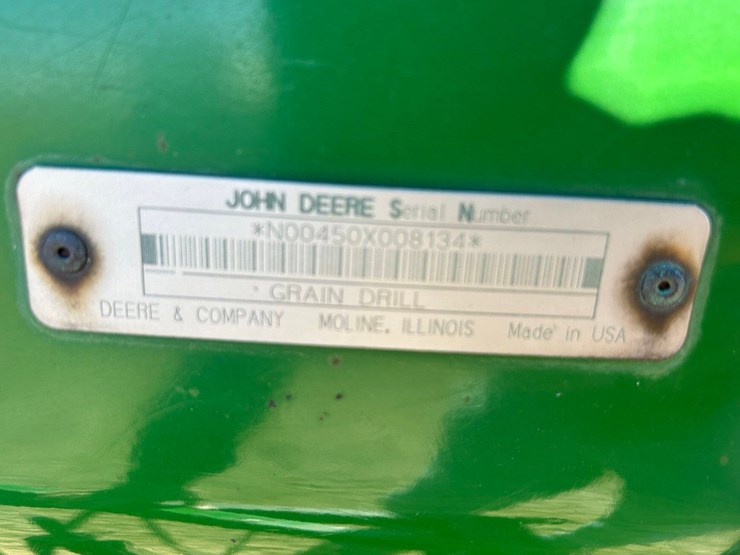 JOHN DEERE Serial Number
*N00450X008134*
GRAIN DRILL
DEERE & COMPANY MOLINE, ILLINOIS Made in USA